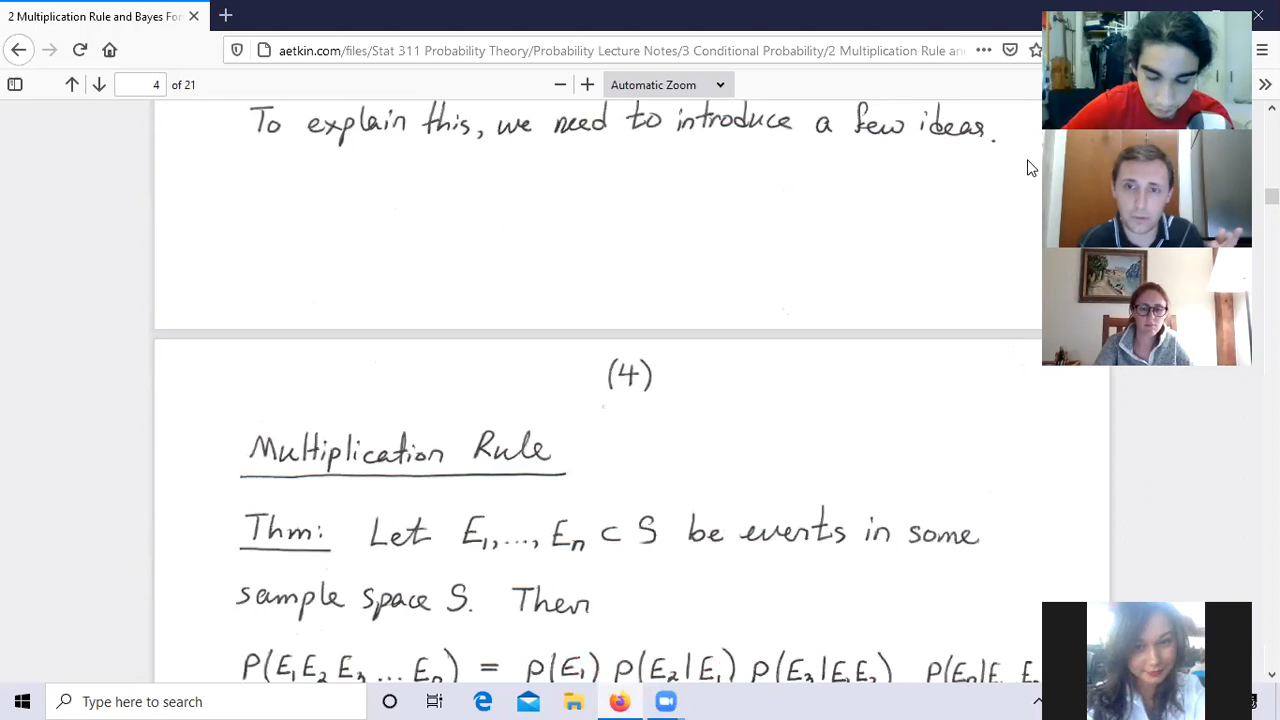 2 Multiplication Rule and Bayes For
aetkin.com/files/Stat 311 Probability Theory/Probability Lecture Notes/3 Conditional Probability/2 Multiplication Rule and
4 of 21
Automatic Zoom
To explain this, we need to introduce a few ideas.
(4)
Multiplication Rule
Thm: Let E₁,..., Eₙ ⊂ S be events in some
sample space S. Then
P(E₁E₂E₃... Eₙ) = P(E₁) P(E₂|E₁) P(E₃|E₁E₂) P(Eₙ|E
Type here to search